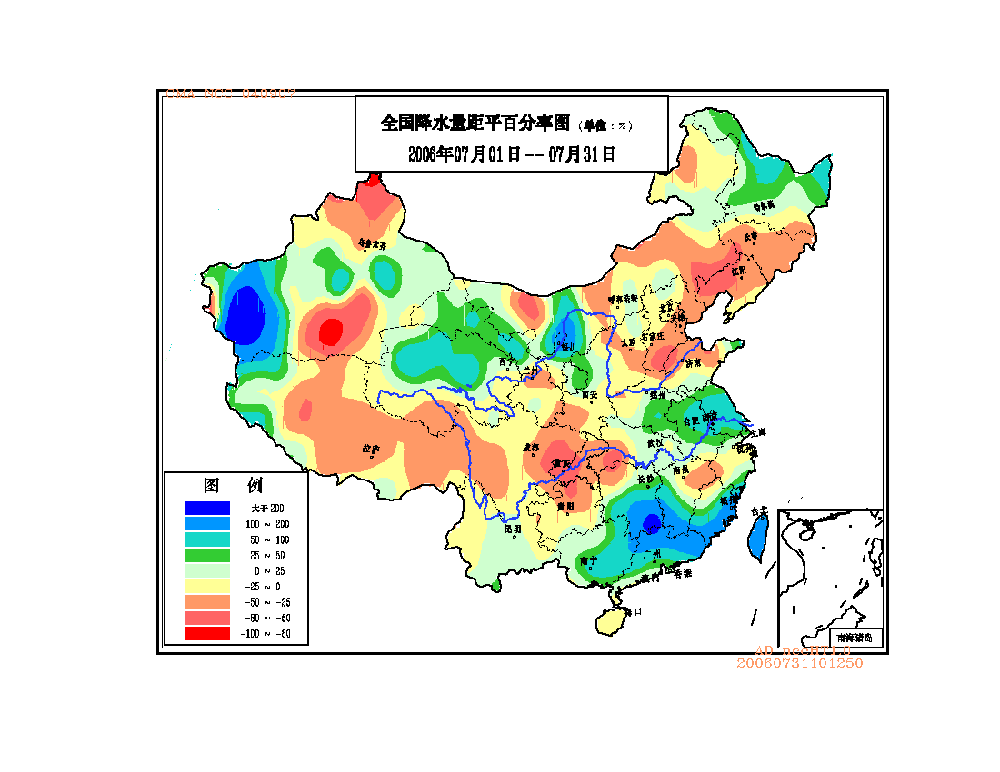 全国降水量距平百分率图 (单位:%)
2006年07月01日--07月31日
哈尔滨
长春
乌鲁木齐
沈阳
呼和浩特
北京
天津
银川
太原
石家庄
西宁
济南
兰州
西安
郑州
合肥
南京
上海
拉萨
成都
武汉
杭州
重庆
南昌
长沙
贵阳
福州
台北
昆明
南宁
广州
澳门
香港
海口
图 例
大于 200
100 ~ 200
50 ~ 100
25 ~ 50
0 ~ 25
-25 ~ 0
-50 ~ -25
-80 ~ -50
-100 ~ -80
南海诸岛
20060731101250